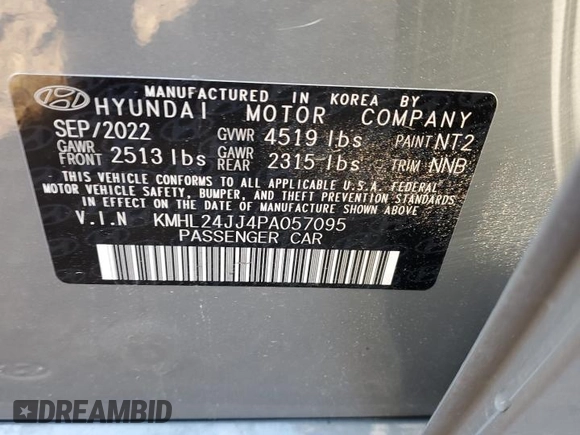 MANUFACTURED IN KOREA BY
HYUNDAI MOTOR COMPANY
SEP/2022 GVWR 4519 lbs PAINT NT2
GAWR FRONT 2513 lbs GAWR REAR 2315 lbs TRIM NNB
THIS VEHICLE CONFORMS TO ALL APPLICABLE U.S.A. FEDERAL
MOTOR VEHICLE SAFETY, BUMPER, AND THEFT PREVENTION STANDARDS
IN EFFECT ON THE DATE OF MANUFACTURE SHOWN ABOVE.
V.I.N KMHL24JJ4PA057095
PASSENGER CAR
DREAMBID